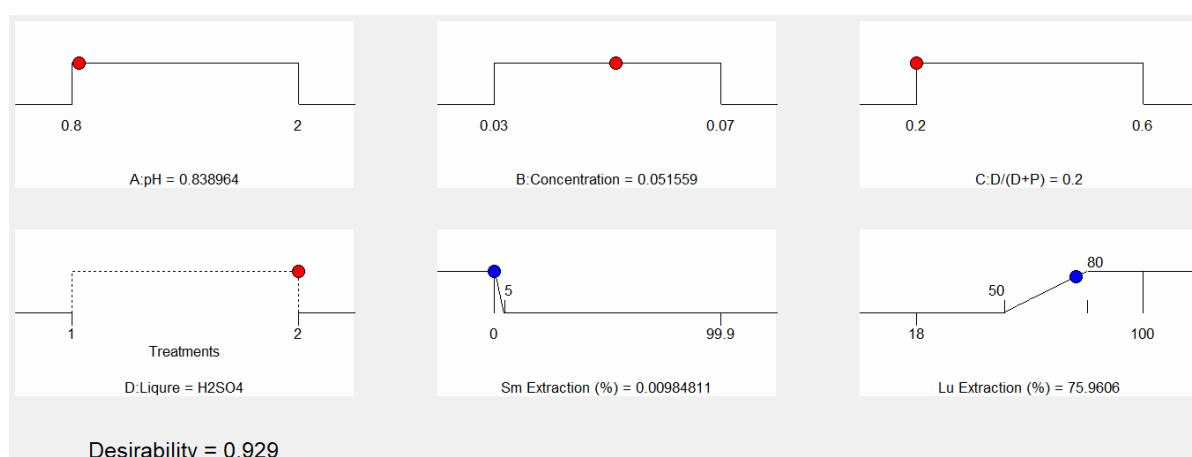 0.8 2
A:pH = 0.838964
0.03 0.07
B:Concentration = 0.051559
0.2 0.6
C:D/(D+P) = 0.2
1 2
Treatments
D:Liqure = H2SO4
5
0 99.9
Sm Extraction (%) = 0.00984811
80
50
18 100
Lu Extraction (%) = 75.9606
Desirability = 0.929